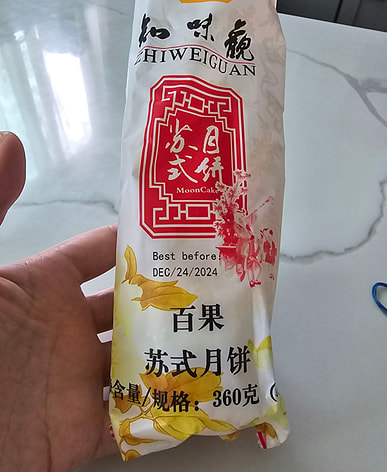 知味觀
ZHIWEIGUAN
苏式月饼
MoonCake
Best before:
DEC/24/2024
百果
苏式月饼
含量/规格：360克